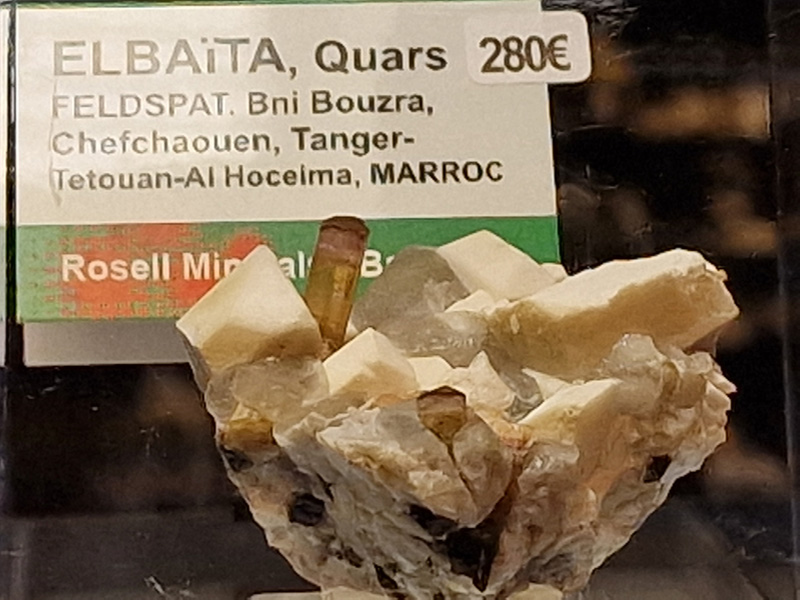 ELBAïTA, Quars
280€
FELDSPAT. Bni Bouzra,
Chefchaouen, Tanger-
Tetouan-Al Hoceima, MARROC
Rosell